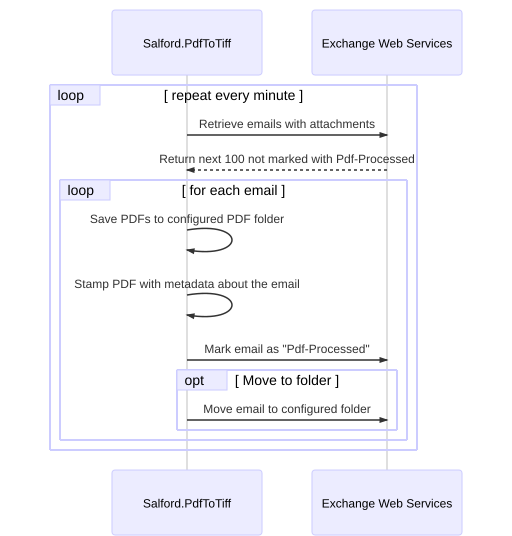 Salford.PdfToTiff
Exchange Web Services
loop
[ repeat every minute ]
Retrieve emails with attachments
Return next 100 not marked with Pdf-Processed
loop
[ for each email ]
Save PDFs to configured PDF folder
Stamp PDF with metadata about the email
Mark email as "Pdf-Processed"
opt
[ Move to folder ]
Move email to configured folder
Salford.PdfToTiff
Exchange Web Services